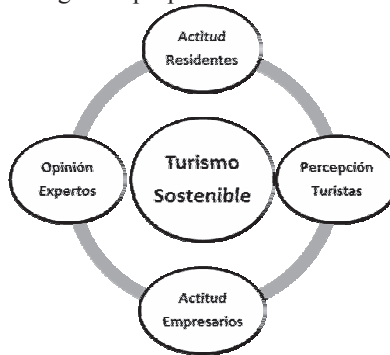 Actitud
Residentes
Opinión
Expertos
Turismo
Sostenible
Percepción
Turistas
Actitud
Empresarios